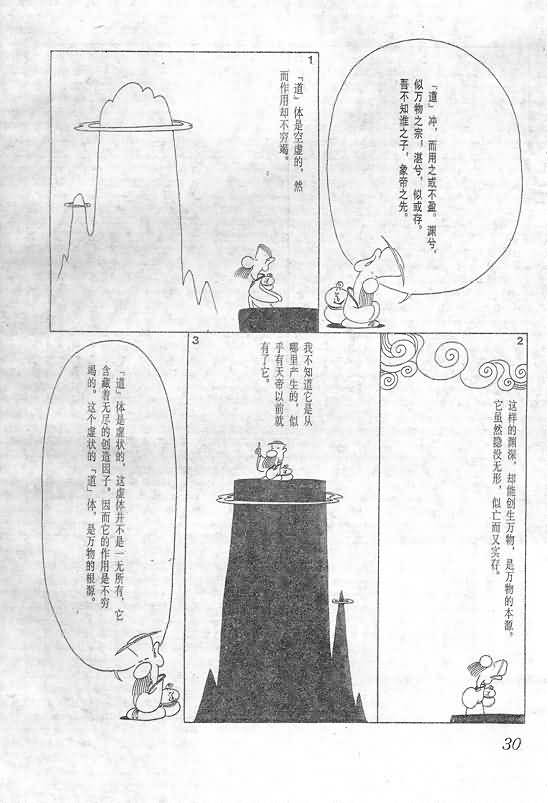 「道」冲，而用之或不盈。渊兮，
似万物之宗；湛兮，似或存。
吾不知谁之子，象帝之先。
1
「道」体是空虚的，然
而作用却不穷竭。
2
这样的渊深，却能创生万物，是万物的本源。
它虽然隐没无形，似亡而又实存。
3
我不知道它是从
哪里产生的，似
乎有天帝以前就
有了它。
「道」体是虚状的，这虚体并不是一无所有，它
含藏着无尽的创造因子。因而它的作用是不穷
竭的。这个虚状的「道」体，是万物的根源。
30